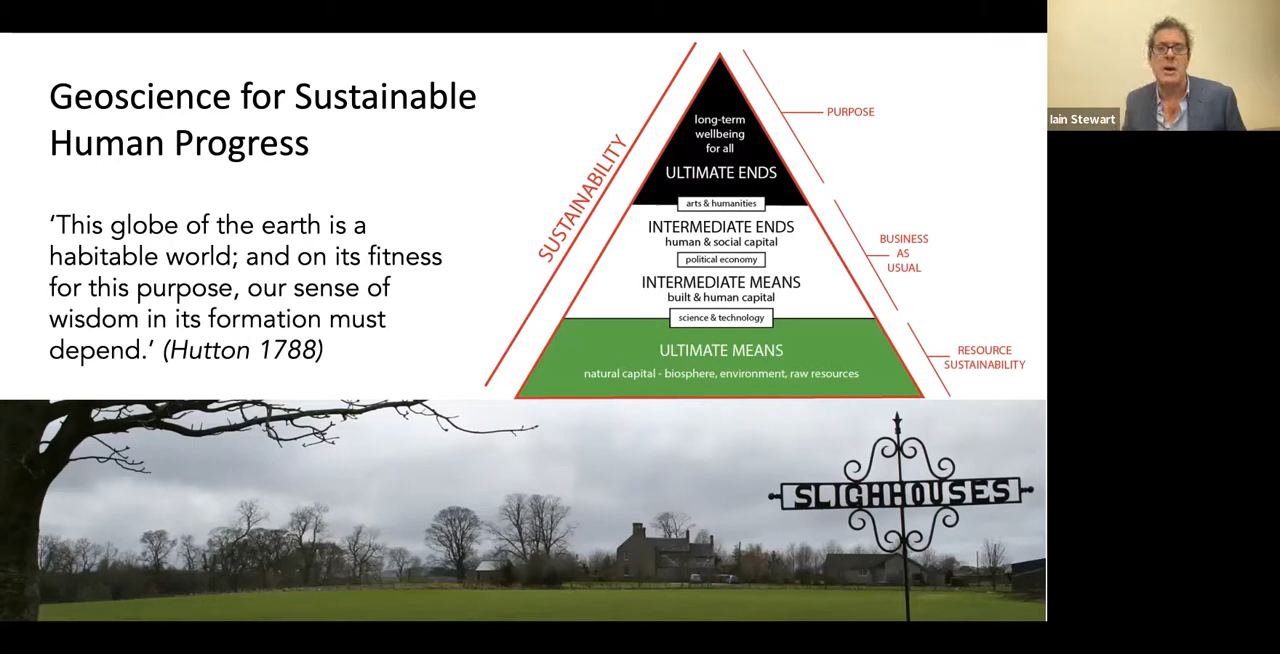 Geoscience for Sustainable
Human Progress
‘This globe of the earth is a
habitable world; and on its fitness
for this purpose, our sense of
wisdom in its formation must
depend.’ (Hutton 1788)
SUSTAINABILITY
long-term
wellbeing
for all
ULTIMATE ENDS
arts & humanities
INTERMEDIATE ENDS
human & social capital
political economy
INTERMEDIATE MEANS
built & human capital
science & technology
ULTIMATE MEANS
natural capital - biosphere, environment, raw resources
PURPOSE
BUSINESS
AS
USUAL
RESOURCE
SUSTAINABILITY
SLIGHHOUSES
Iain Stewart